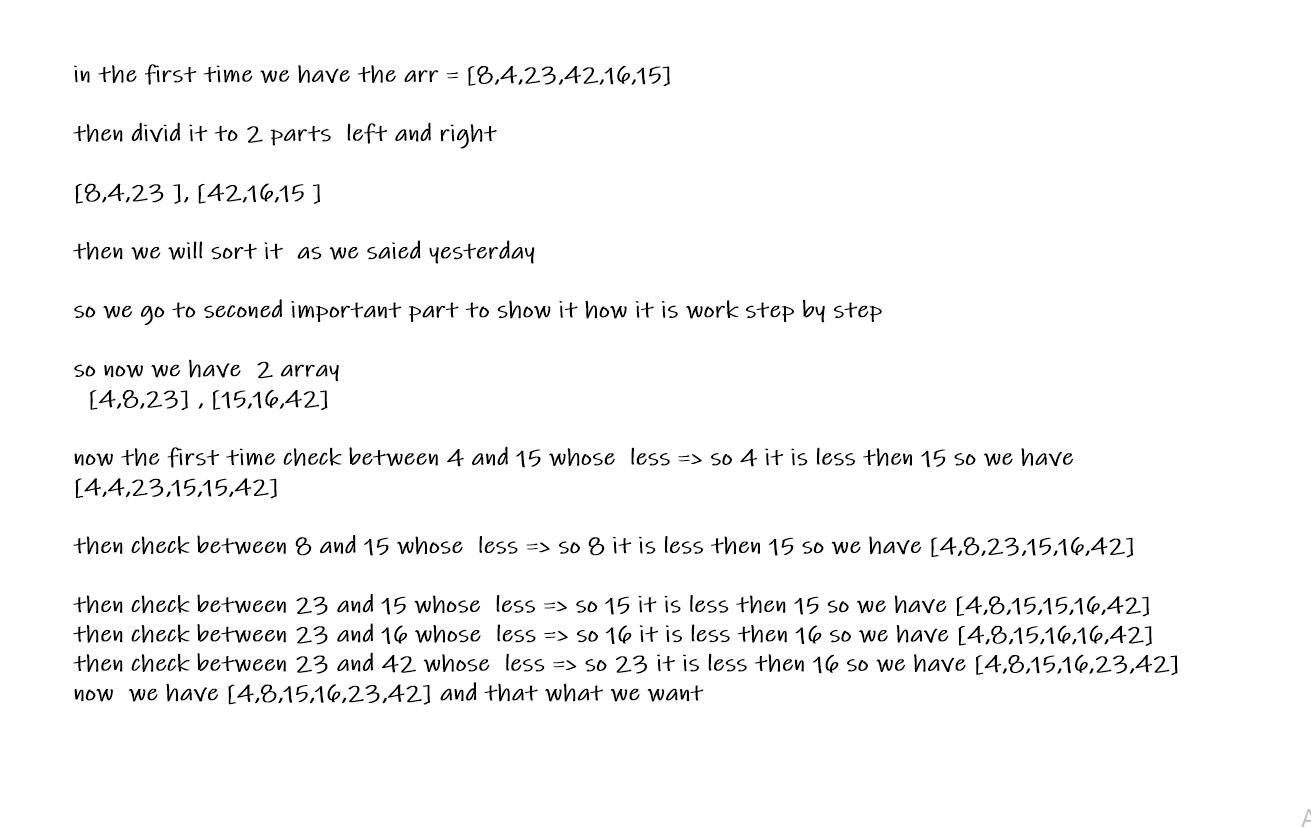 in the first time we have the arr = [8,4,23,42,16,15]
then divid it to 2 parts left and right
[8,4,23 ], [42,16,15 ]
then we will sort it as we saied yesterday
so we go to seconed important part to show it how it is work step by step
so now we have 2 array
[4,8,23] , [15,16,42]
now the first time check between 4 and 15 whose less => so 4 it is less then 15 so we have
[4,4,23,15,15,42]
then check between 8 and 15 whose less => so 8 it is less then 15 so we have [4,8,23,15,16,42]
then check between 23 and 15 whose less => so 15 it is less then 15 so we have [4,8,15,15,16,42]
then check between 23 and 16 whose less => so 16 it is less then 16 so we have [4,8,15,16,16,42]
then check between 23 and 42 whose less => so 23 it is less then 16 so we have [4,8,15,16,23,42]
now we have [4,8,15,16,23,42] and that what we want